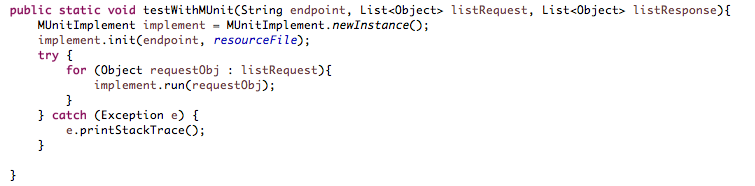 public static void testWithMUnit(String endpoint, List<Object> listRequest, List<Object> listResponse){
    MUnitImplement implement = MUnitImplement.newInstance();
    implement.init(endpoint, resourceFile);
    try {
        for (Object requestObj : listRequest){
            implement.run(requestObj);
        }
    } catch (Exception e) {
        e.printStackTrace();
    }
}